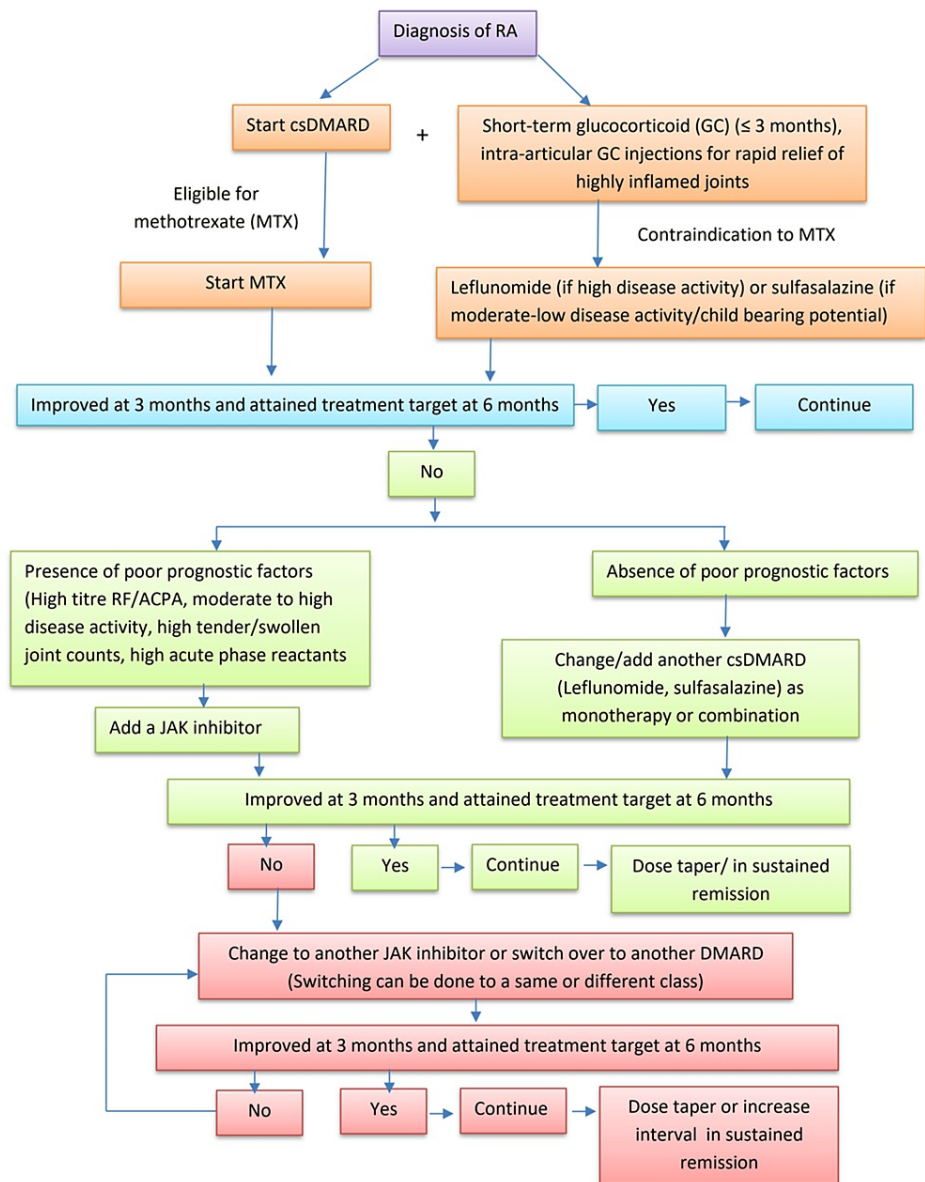 Diagnosis of RA
Start csDMARD
+
Short-term glucocorticoid (GC) (≤ 3 months),
intra-articular GC injections for rapid relief of
highly inflamed joints
Eligible for
methotrexate (MTX)
Contraindication to MTX
Start MTX
Leflunomide (if high disease activity) or sulfasalazine (if
moderate-low disease activity/child bearing potential)
Improved at 3 months and attained treatment target at 6 months
Yes
Continue
No
Presence of poor prognostic factors
(High titre RF/ACPA, moderate to high
disease activity, high tender/swollen
joint counts, high acute phase reactants
Absence of poor prognostic factors
Change/add another csDMARD
(Leflunomide, sulfasalazine) as
monotherapy or combination
Add a JAK inhibitor
Improved at 3 months and attained treatment target at 6 months
No
Yes
Continue
Dose taper/ in sustained
remission
Change to another JAK inhibitor or switch over to another DMARD
(Switching can be done to a same or different class)
Improved at 3 months and attained treatment target at 6 months
No
Yes
Continue
Dose taper or increase
interval in sustained
remission